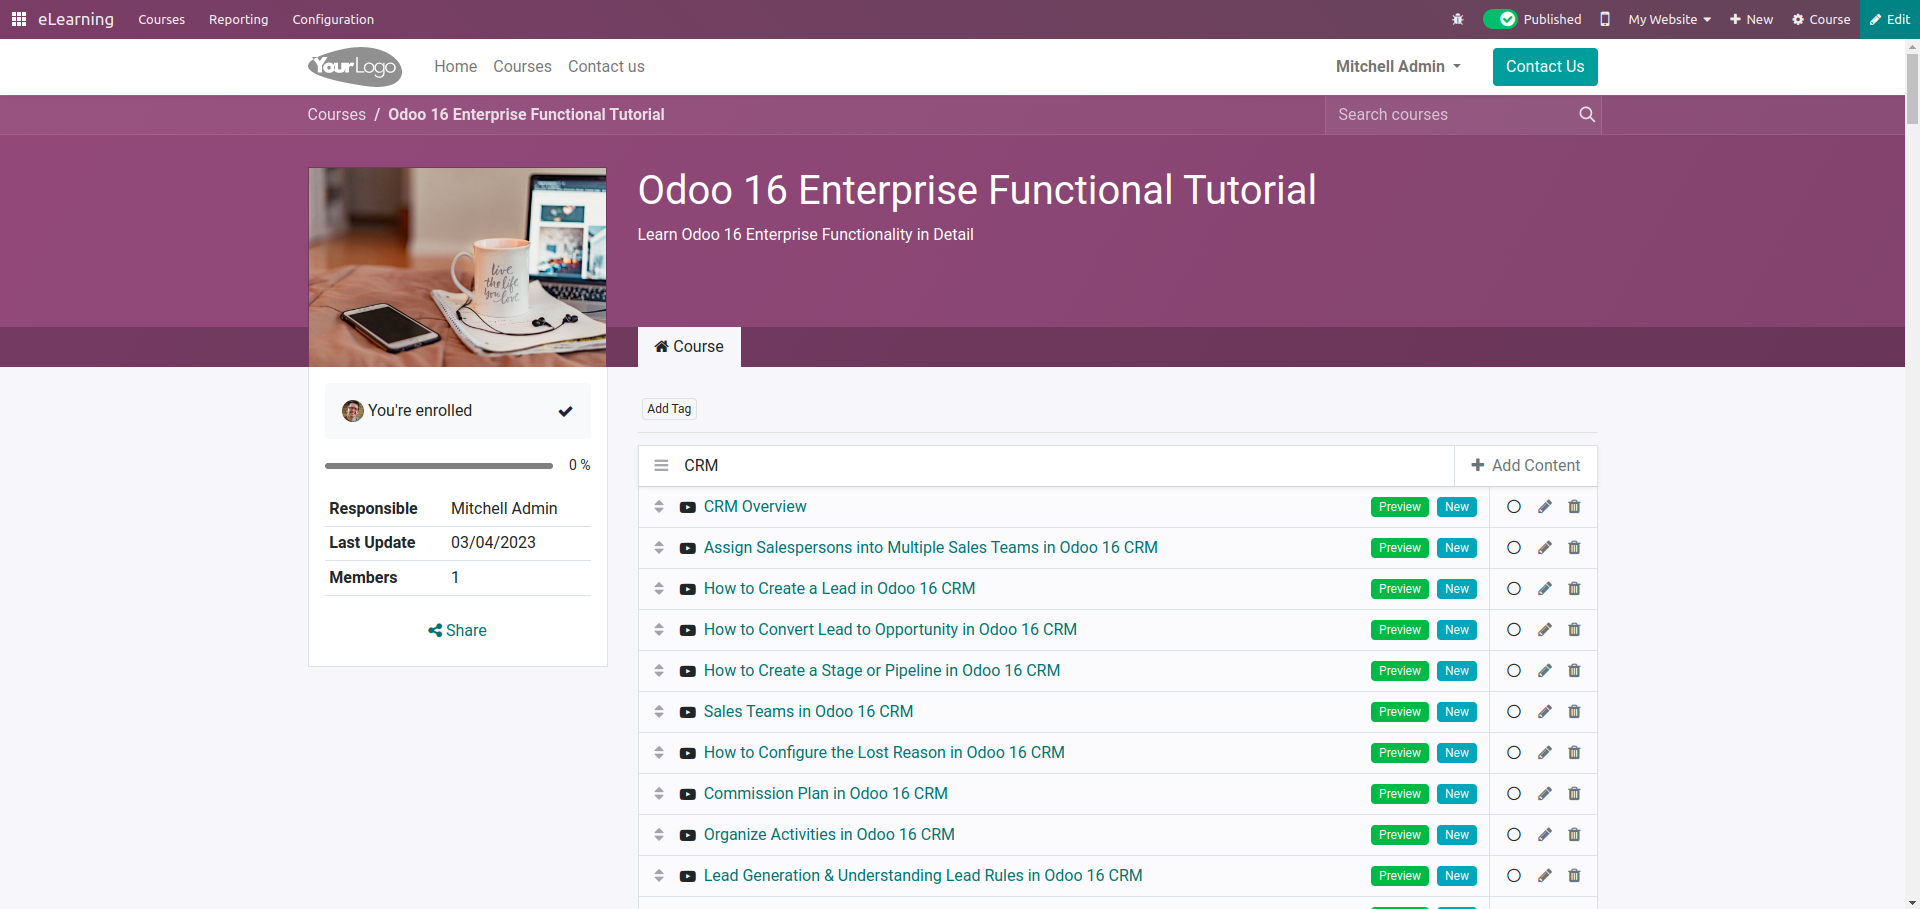 eLearning Courses Reporting Configuration Published My Website New Course Edit
YourLogo Home Courses Contact us Mitchell Admin Contact Us
Courses / Odoo 16 Enterprise Functional Tutorial Search courses
Odoo 16 Enterprise Functional Tutorial
Learn Odoo 16 Enterprise Functionality in Detail
live
the life
you love
Course
You're enrolled
0 %
Responsible Mitchell Admin
Last Update 03/04/2023
Members 1
Share
Add Tag
CRM Add Content
CRM Overview Preview New
Assign Salespersons into Multiple Sales Teams in Odoo 16 CRM Preview New
How to Create a Lead in Odoo 16 CRM Preview New
How to Convert Lead to Opportunity in Odoo 16 CRM Preview New
How to Create a Stage or Pipeline in Odoo 16 CRM Preview New
Sales Teams in Odoo 16 CRM Preview New
How to Configure the Lost Reason in Odoo 16 CRM Preview New
Commission Plan in Odoo 16 CRM Preview New
Organize Activities in Odoo 16 CRM Preview New
Lead Generation & Understanding Lead Rules in Odoo 16 CRM Preview New